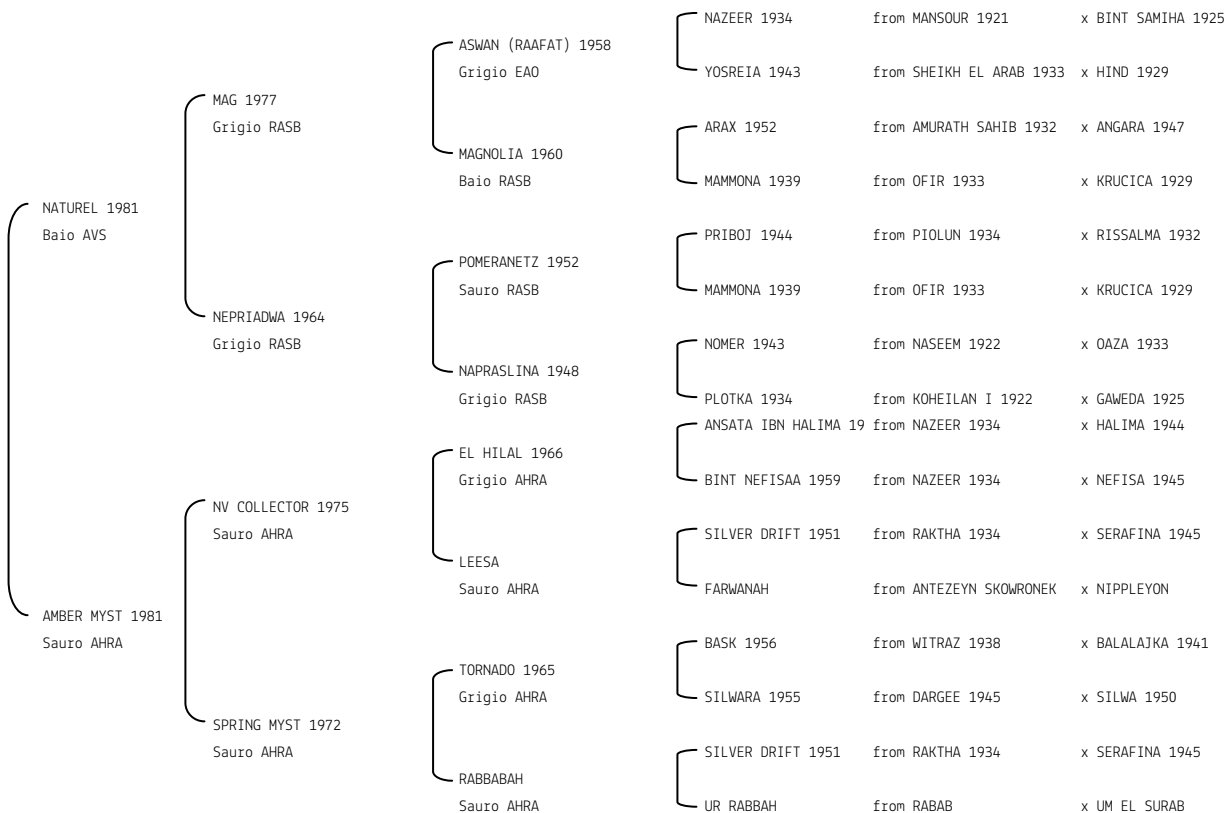 NAZEER 1934 from MANSOUR 1921 x BINT SAMIHA 1925
ASWAN (RAAFAT) 1958
Grigio EAO YOSREIA 1943 from SHEIKH EL ARAB 1933 x HIND 1929
MAG 1977
Grigio RASB ARAX 1952 from AMURATH SAHIB 1932 x ANGARA 1947
MAGNOLIA 1960
Baio RASB MAMMONA 1939 from OFIR 1933 x KRUCICA 1929
NATUREL 1981
Baio AVS PRIBOJ 1944 from PIOLUN 1934 x RISSALMA 1932
POMERANETZ 1952
Sauro RASB MAMMONA 1939 from OFIR 1933 x KRUCICA 1929
NEPRIADWA 1964
Grigio RASB NOMER 1943 from NASEEM 1922 x OAZA 1933
NAPRASLINA 1948
Grigio RASB PLOTKA 1934 from KOHEILAN I 1922 x GAWEDA 1925
ANSATA IBN HALIMA 19 from NAZEER 1934 x HALIMA 1944
EL HILAL 1966
Grigio AHRA BINT NEFISAA 1959 from NAZEER 1934 x NEFISA 1945
NV COLLECTOR 1975
Sauro AHRA SILVER DRIFT 1951 from RAKTHA 1934 x SERAFINA 1945
LEESA
Sauro AHRA FARWANAH from ANTEZEYN SKOWRONEK x NIPPLEYON
AMBER MYST 1981
Sauro AHRA BASK 1956 from WITRAZ 1938 x BALALAJKA 1941
TORNADO 1965
Grigio AHRA SILWARA 1955 from DARGEE 1945 x SILWA 1950
SPRING MYST 1972
Sauro AHRA SILVER DRIFT 1951 from RAKTHA 1934 x SERAFINA 1945
RABBABAH
Sauro AHRA UR RABBAH from RABAB x UM EL SURAB